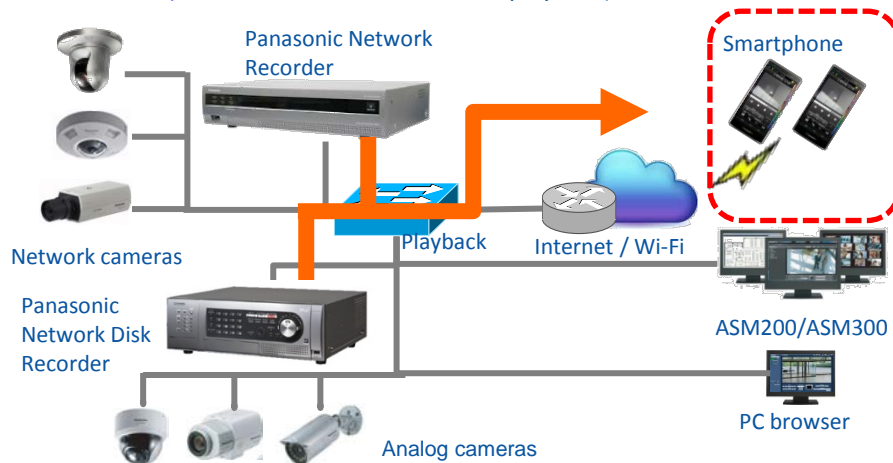 Panasonic Network
Recorder
Smartphone
Network cameras
Playback
Internet / Wi-Fi
Panasonic
Network Disk
Recorder
ASM200/ASM300
PC browser
Analog cameras